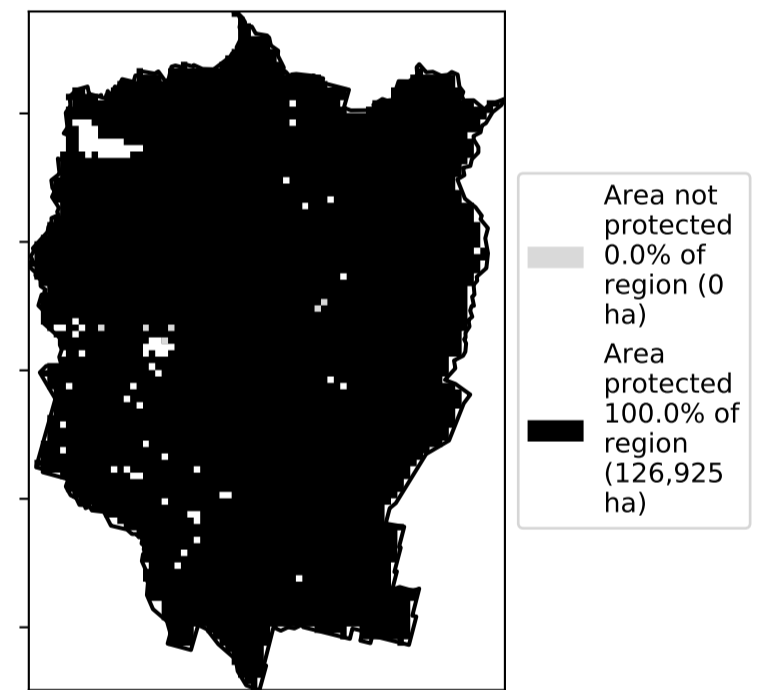 Area not
protected
0.0% of
region (0
ha)
Area
protected
100.0% of
region
(126,925
ha)